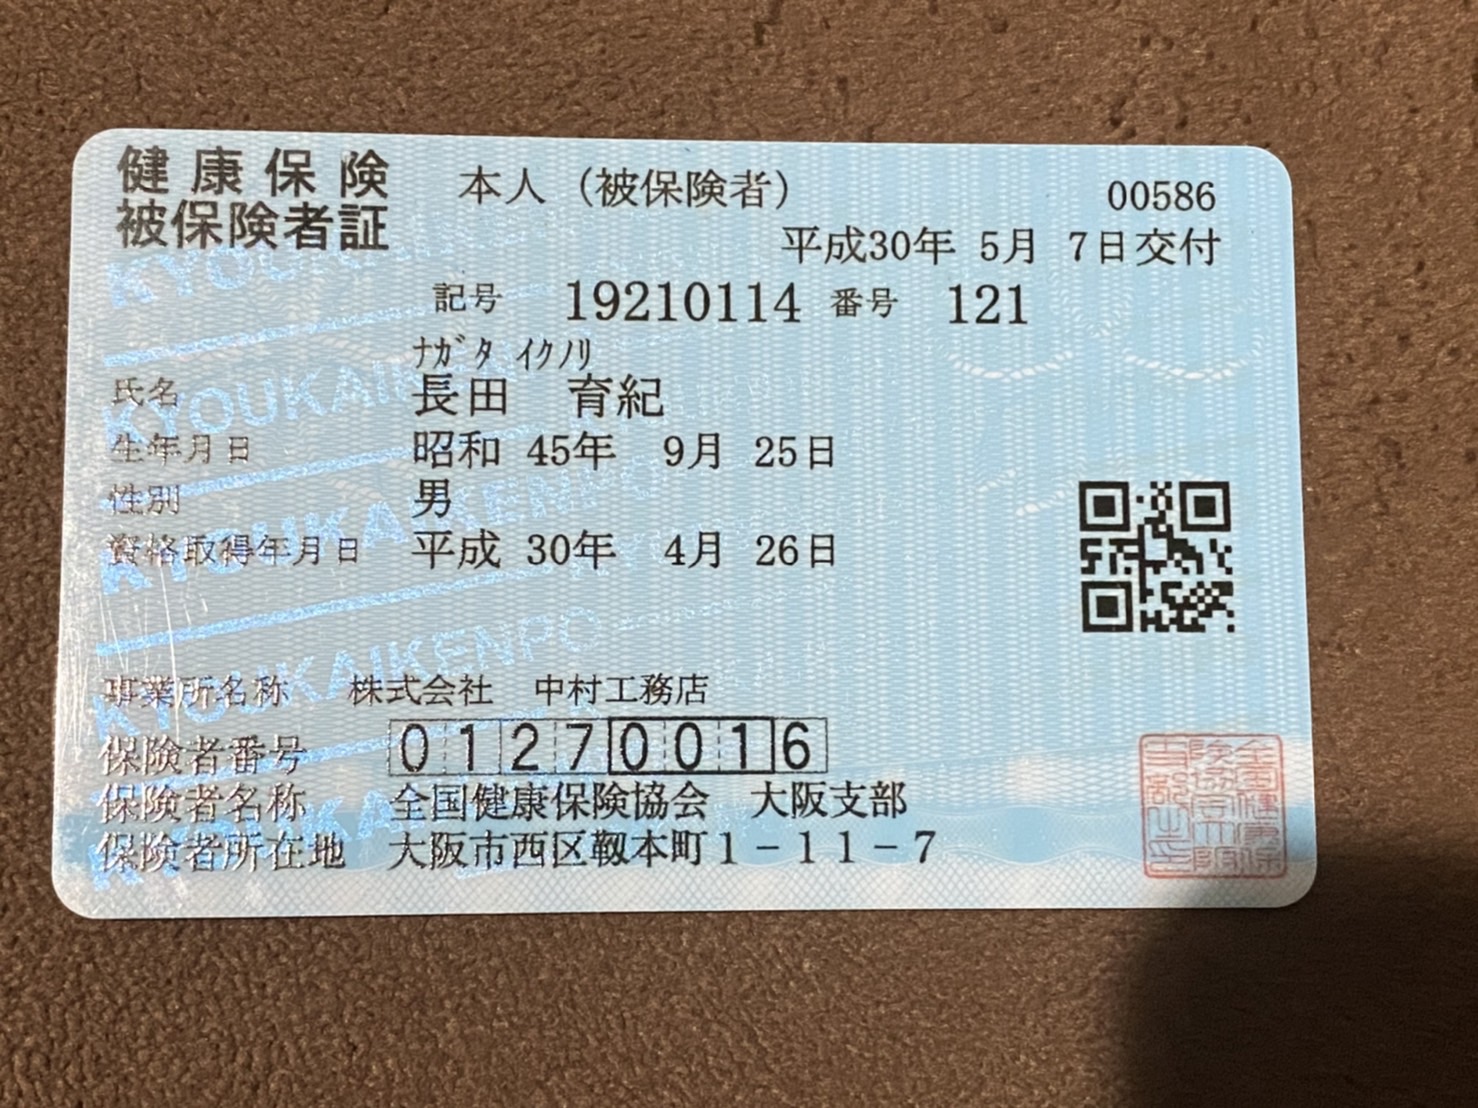 健康保険
被保険者証
本人（被保険者）
00586
平成30年 5月 7日交付
記号 19210114 番号 121
ﾅｶﾞﾀ ｲｸﾉﾘ
氏名 長田 育紀
生年月日 昭和 45年 9月 25日
性別 男
資格取得年月日 平成 30年 4月 26日
事業所名称 株式会社 中村工務店
保険者番号 01270016
保険者名称 全国健康保険協会 大阪支部
保険者所在地 大阪市西区靱本町1－11－7
KYOUKAIKENPO
KYOUKAIKENPO
KYOUKAIKENPO
KYOUKAIKENPO